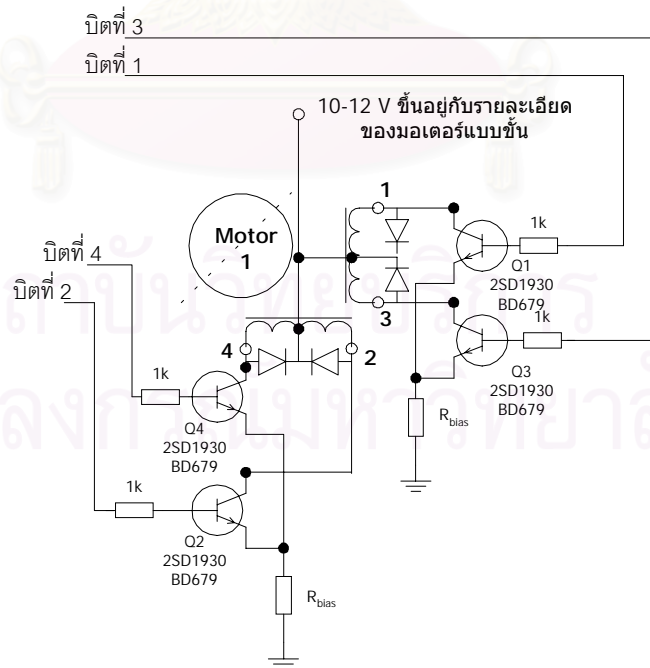 บิตที่ 3
บิตที่ 1
10-12 V ขึ้นอยู่กับรายละเอียด
ของมอเตอร์แบบขั้น
1
1k
Q1
2SD1930
BD679
Motor
1
บิตที่ 4
บิตที่ 2
3
1k
Q3
2SD1930
BD679
4
2
1k
Q4
2SD1930
BD679
R bias
1k
Q2
2SD1930
BD679
R bias